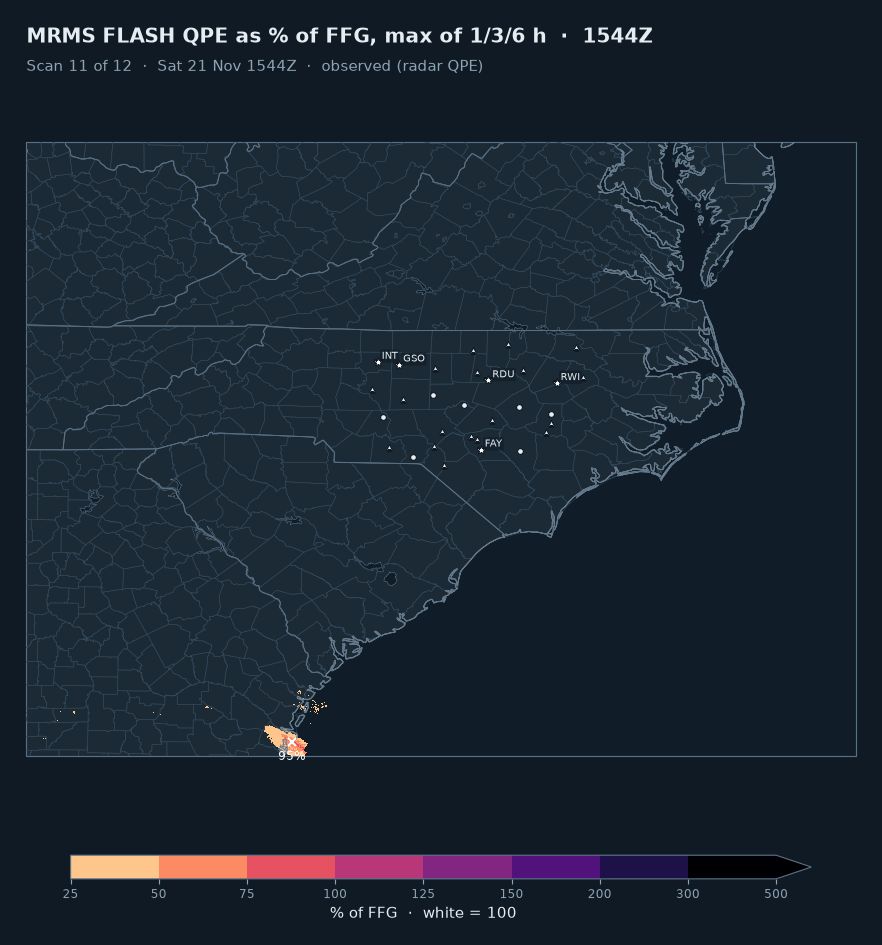 MRMS FLASH QPE as % of FFG, max of 1/3/6 h · 1544Z
Scan 11 of 12 · Sat 21 Nov 1544Z · observed (radar QPE)
INT GSO
RDU
RWI
FAY
95%
25 50 75 100 125 150 200 300 500
% of FFG · white = 100